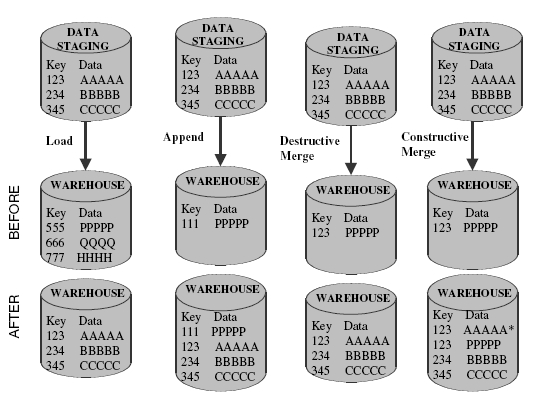 DATA
STAGING
Key Data
123 AAAAA
234 BBBBB
345 CCCCC
DATA
STAGING
Key Data
123 AAAAA
234 BBBBB
345 CCCCC
DATA
STAGING
Key Data
123 AAAAA
234 BBBBB
345 CCCCC
DATA
STAGING
Key Data
123 AAAAA
234 BBBBB
345 CCCCC
Load
Append
Destructive
Merge
Constructive
Merge
BEFORE
WAREHOUSE
Key Data
555 PPPPP
666 QQQQ
777 HHHH
WAREHOUSE
Key Data
111 PPPPP
WAREHOUSE
Key Data
123 PPPPP
WAREHOUSE
Key Data
123 PPPPP
AFTER
WAREHOUSE
Key Data
123 AAAAA
234 BBBBB
345 CCCCC
WAREHOUSE
Key Data
111 PPPPP
123 AAAAA
234 BBBBB
345 CCCCC
WAREHOUSE
Key Data
123 AAAAA
234 BBBBB
345 CCCCC
WAREHOUSE
Key Data
123 AAAAA*
123 PPPPP
234 BBBBB
345 CCCCC